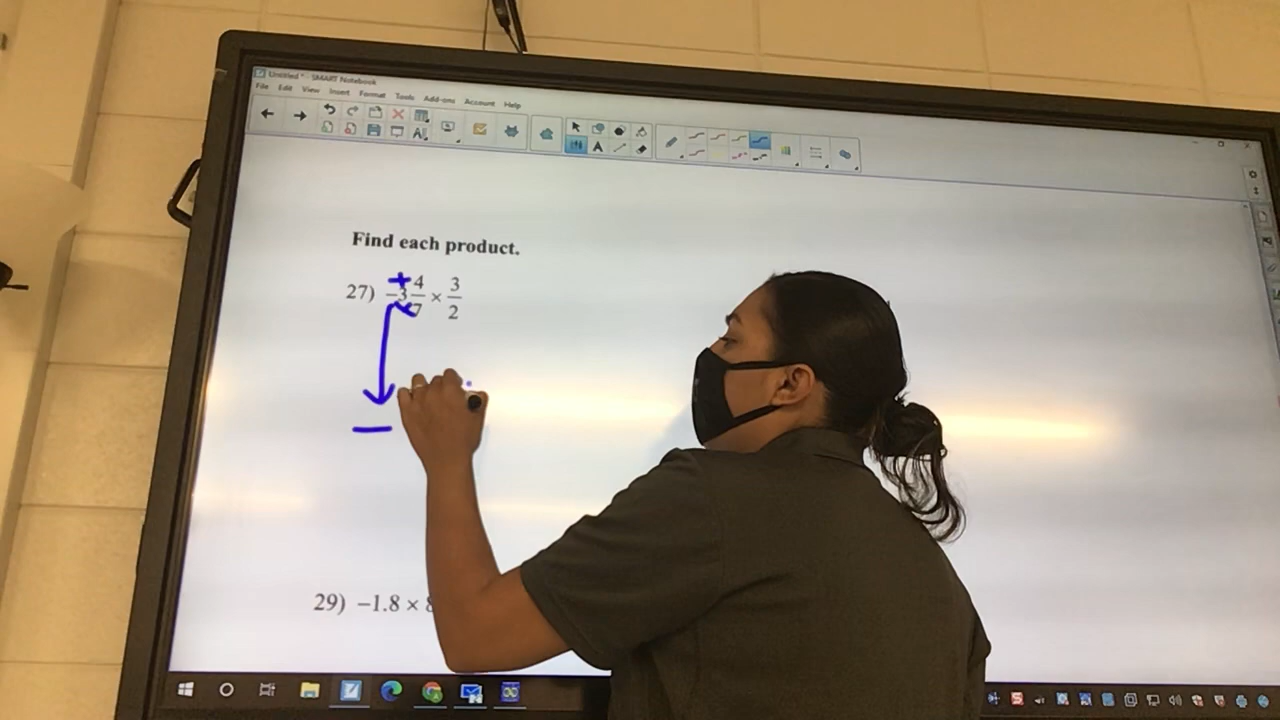 Untitled * - SMART Notebook
File Edit View Insert Format Tools Add-ons Account Help
Find each product.
27) −3 4/7 × 3/2
+
−
29) −1.8 ×